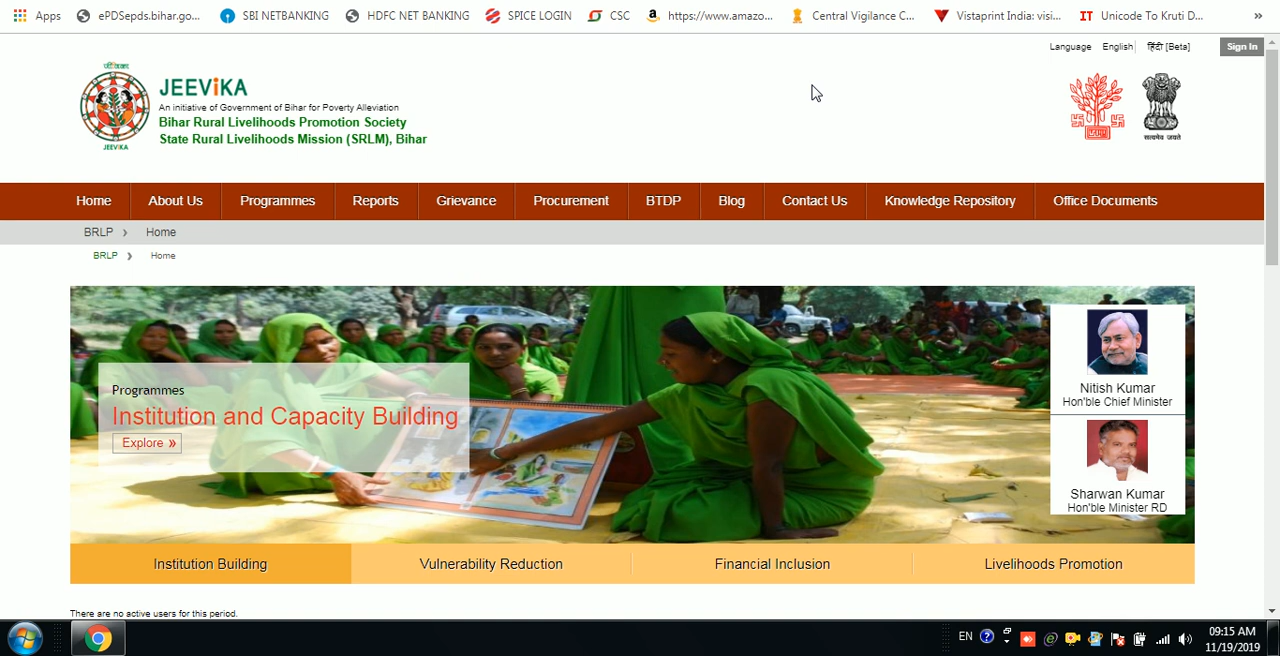 Apps ePDSepds.bihar.go... SBI NETBANKING HDFC NET BANKING SPICE LOGIN CSC https://www.amazo... Central Vigilance C... Vistaprint India: visi... Unicode To Kruti D... »
Language English हिंदी [Beta] Sign In
जीविका
JEEViKA
An initiative of Government of Bihar for Poverty Alleviation
Bihar Rural Livelihoods Promotion Society
State Rural Livelihoods Mission (SRLM), Bihar
JEEViKA
सत्यमेव जयते
Home About Us Programmes Reports Grievance Procurement BTDP Blog Contact Us Knowledge Repository Office Documents
BRLP › Home
BRLP › Home
Programmes
Institution and Capacity Building
Explore »
Nitish Kumar
Hon'ble Chief Minister
Sharwan Kumar
Hon'ble Minister RD
Institution Building Vulnerability Reduction Financial Inclusion Livelihoods Promotion
There are no active users for this period.
EN 09:15 AM
11/19/2019